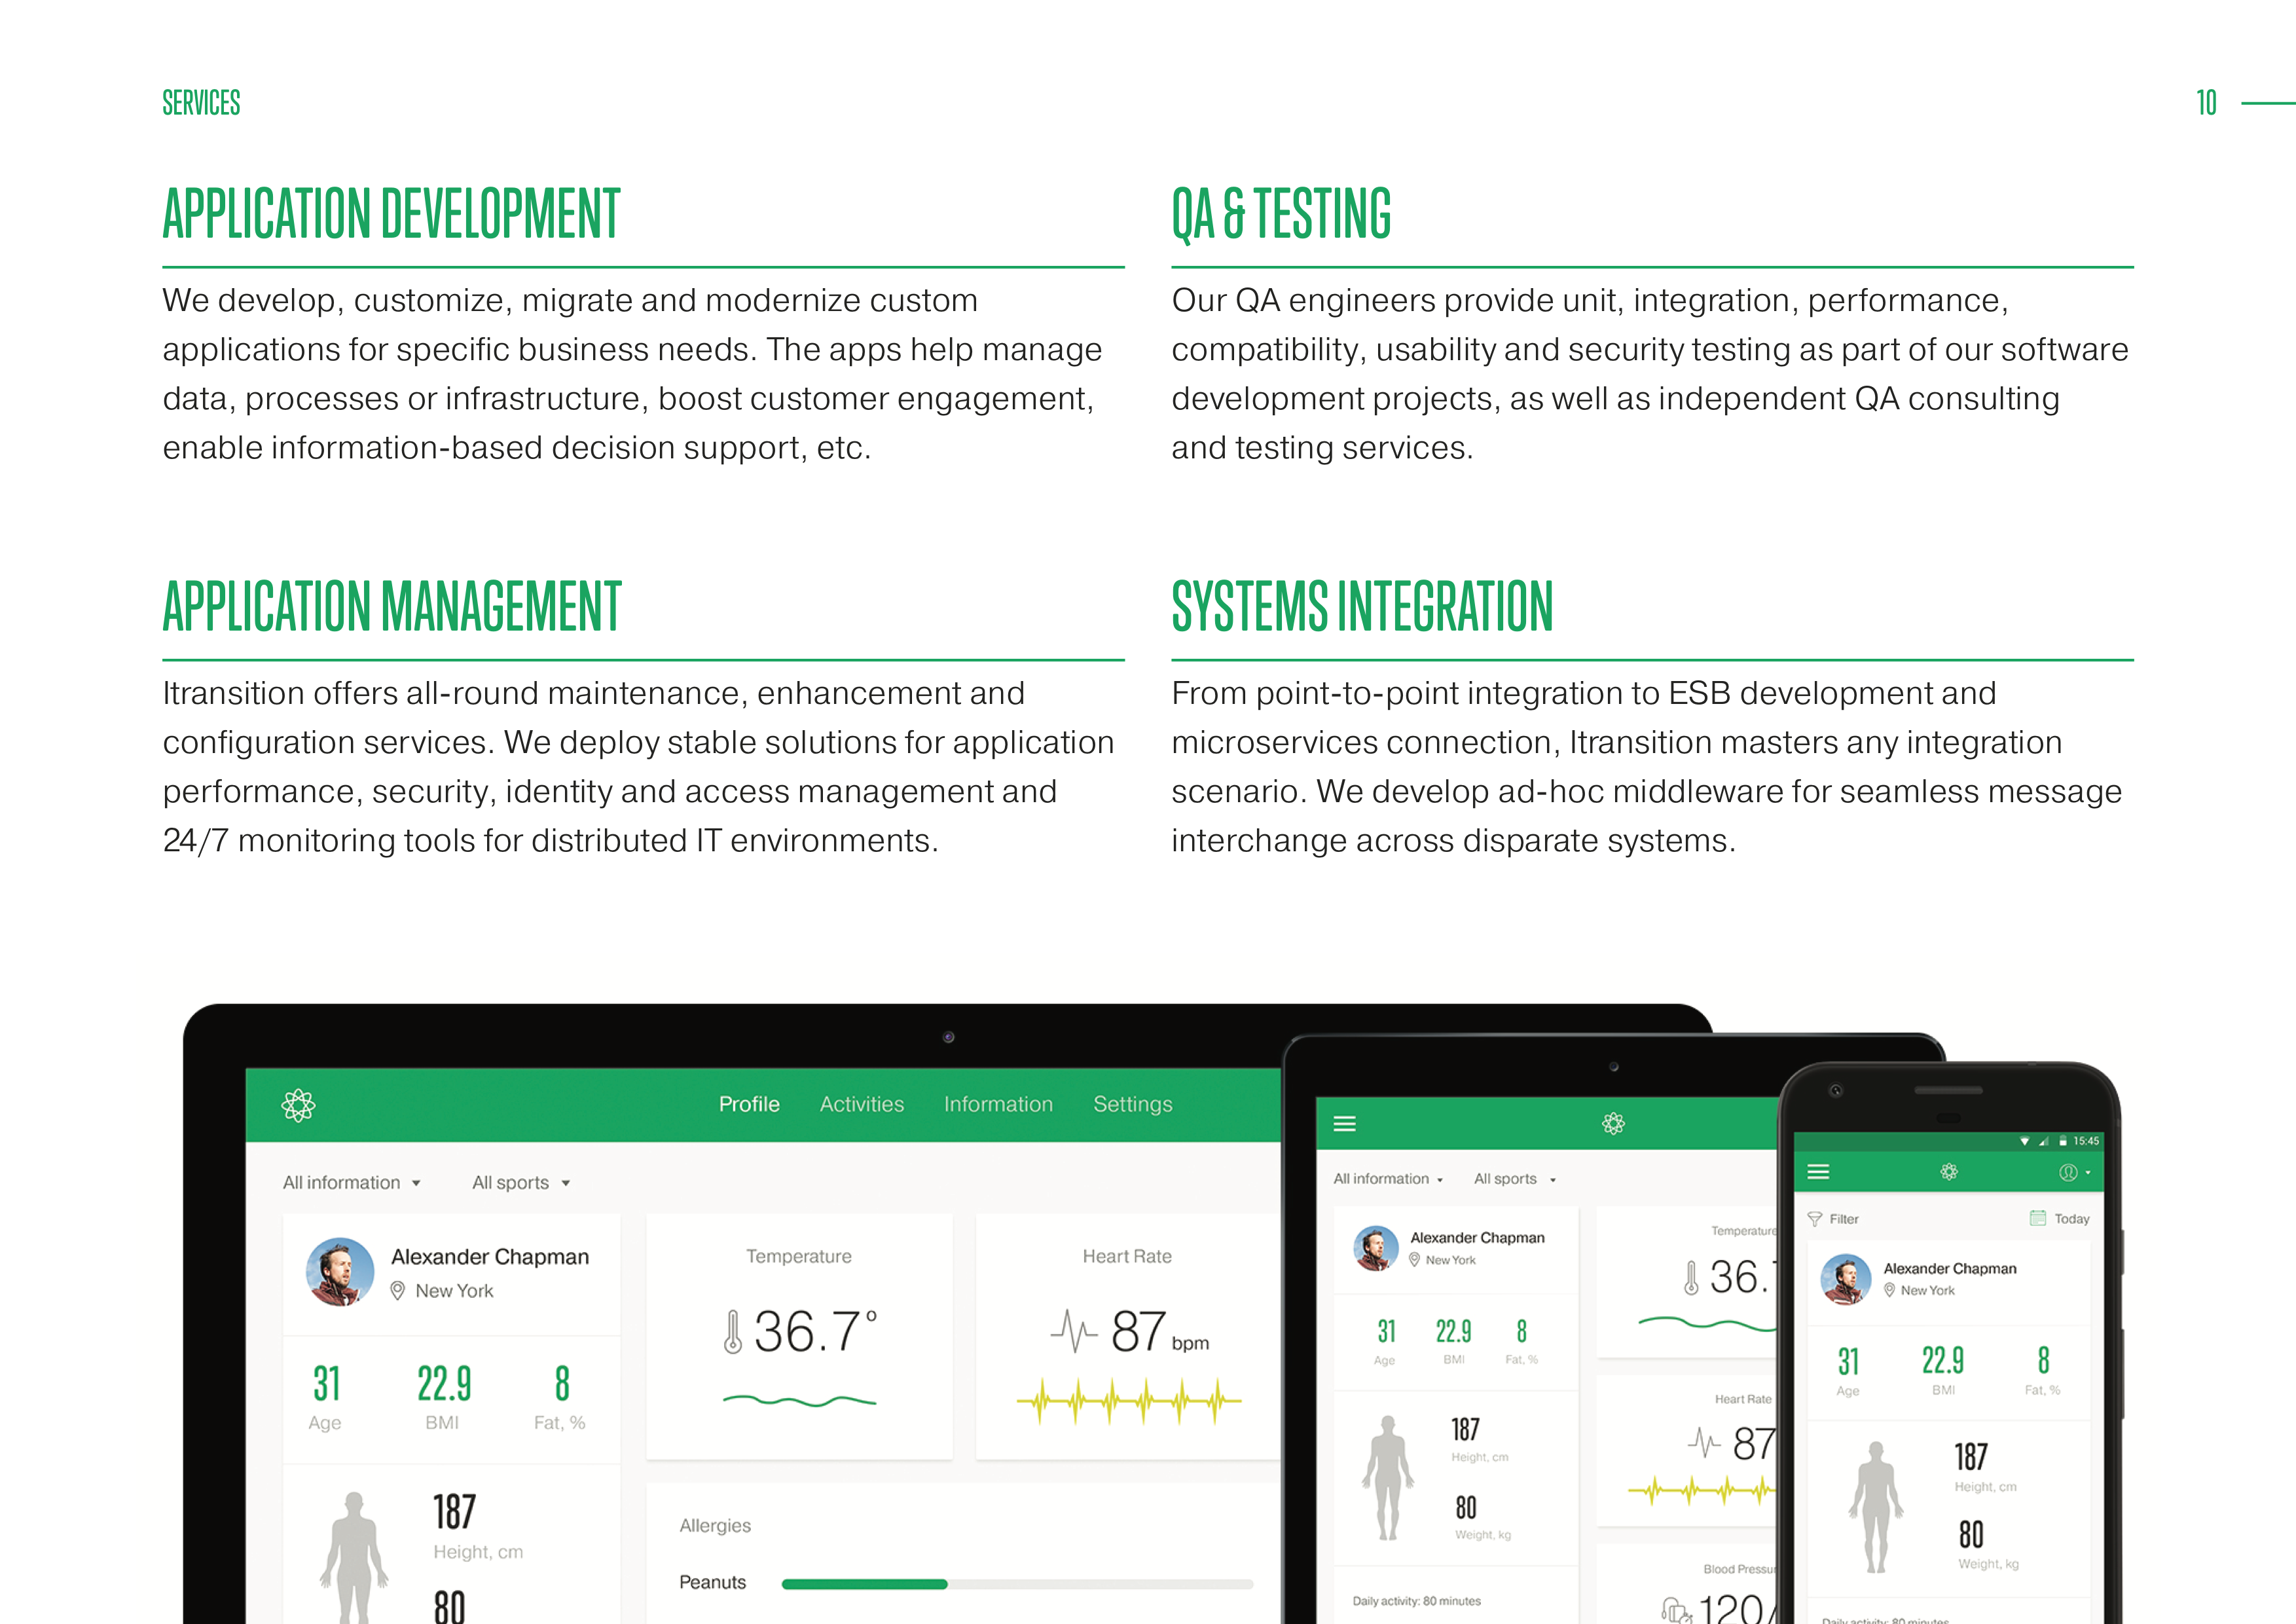 SERVICES
10
APPLICATION DEVELOPMENT
We develop, customize, migrate and modernize custom
applications for specific business needs. The apps help manage
data, processes or infrastructure, boost customer engagement,
enable information-based decision support, etc.
QA & TESTING
Our QA engineers provide unit, integration, performance,
compatibility, usability and security testing as part of our software
development projects, as well as independent QA consulting
and testing services.
APPLICATION MANAGEMENT
Itransition offers all-round maintenance, enhancement and
configuration services. We deploy stable solutions for application
performance, security, identity and access management and
24/7 monitoring tools for distributed IT environments.
SYSTEMS INTEGRATION
From point-to-point integration to ESB development and
microservices connection, Itransition masters any integration
scenario. We develop ad-hoc middleware for seamless message
interchange across disparate systems.
Profile Activities Information Settings
All information All sports
Alexander Chapman
New York
31 22.9 8
Age BMI Fat, %
187
Height, cm
80
Temperature
36.7°
Heart Rate
87 bpm
Allergies
Peanuts
All information All sports
Alexander Chapman
New York
31 22.9 8
Age BMI Fat, %
187
Height, cm
80
Weight, kg
Daily activity: 80 minutes
Temperature
36.
Heart Rate
87
Blood Pressu
120/
15:45
Filter Today
Alexander Chapman
New York
31 22.9 8
Age BMI Fat, %
187
Height, cm
80
Weight, kg
Daily activity: 80 minutes